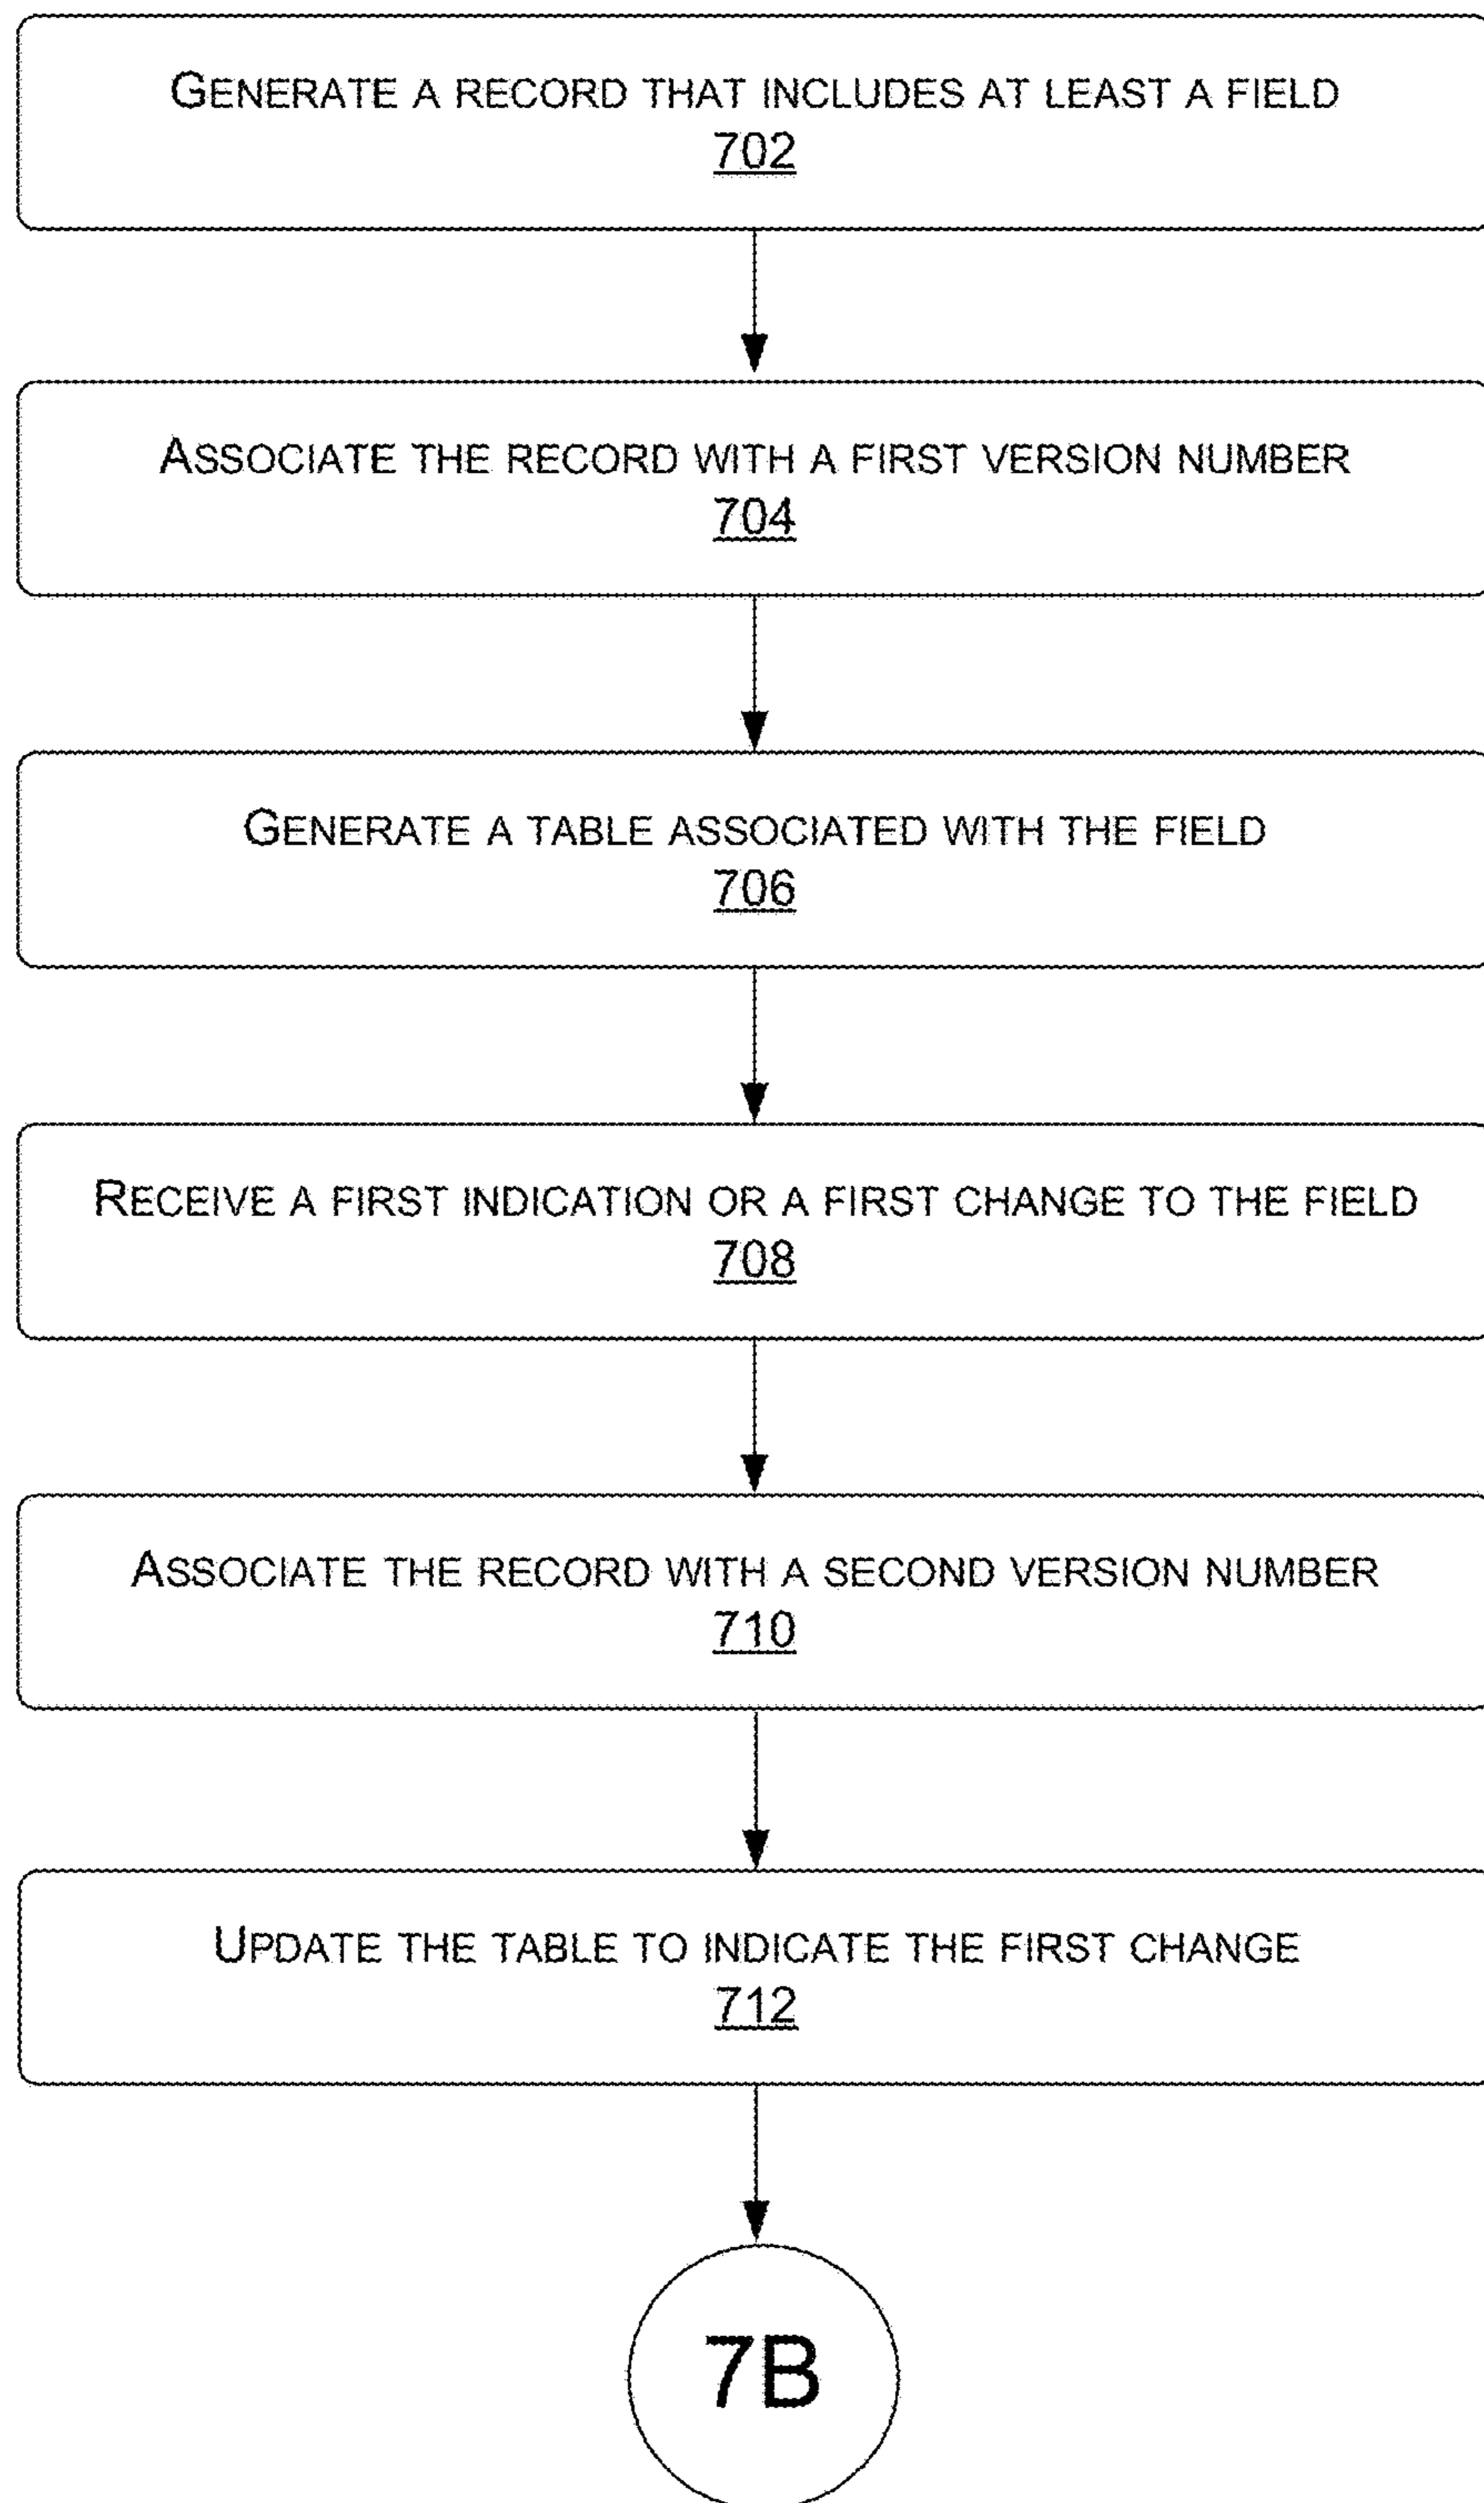 GENERATE A RECORD THAT INCLUDES AT LEAST A FIELD
702
ASSOCIATE THE RECORD WITH A FIRST VERSION NUMBER
704
GENERATE A TABLE ASSOCIATED WITH THE FIELD
706
RECEIVE A FIRST INDICATION OR A FIRST CHANGE TO THE FIELD
708
ASSOCIATE THE RECORD WITH A SECOND VERSION NUMBER
710
UPDATE THE TABLE TO INDICATE THE FIRST CHANGE
712
7B